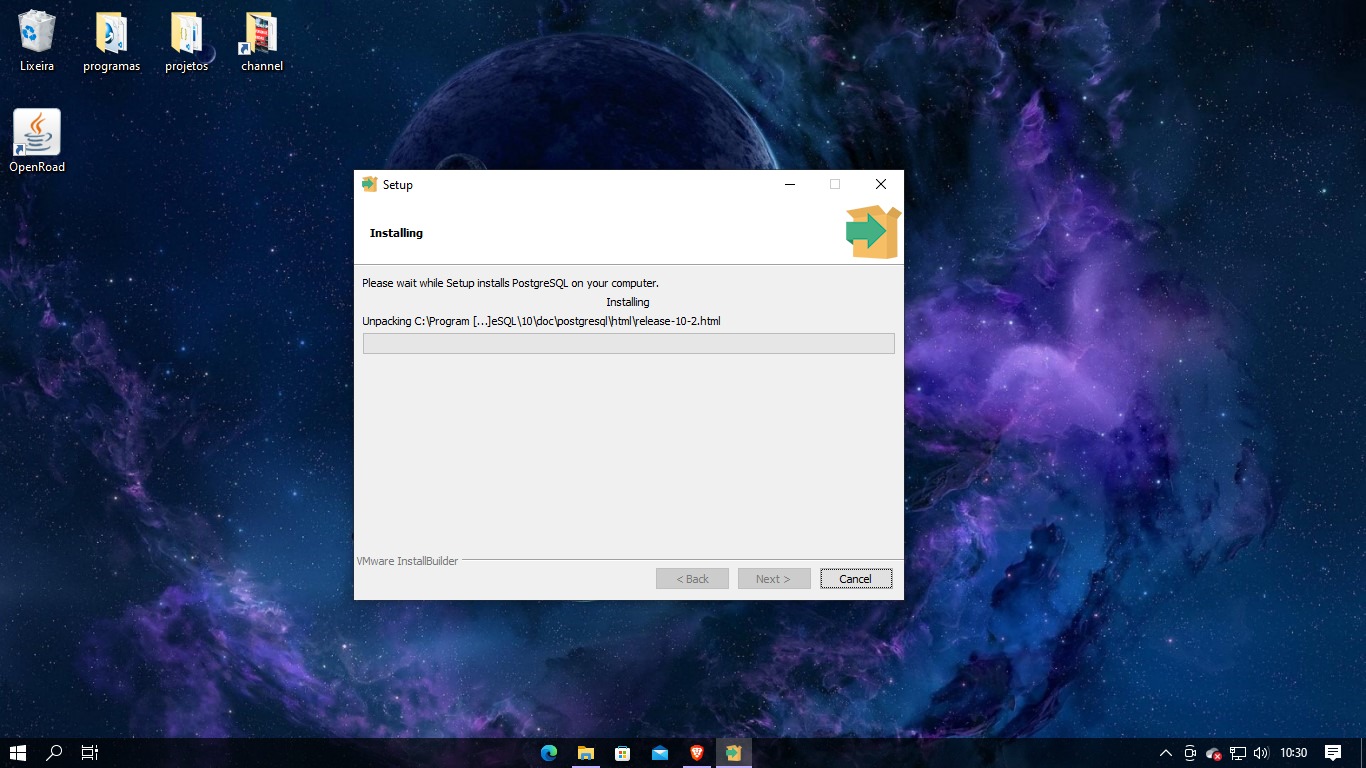 Lixeira
programas
projetos
channel
OpenRoad
Setup
Installing
Please wait while Setup installs PostgreSQL on your computer.
Installing
Unpacking C:\Program [...]eSQL\10\doc\postgresql\html\release-10-2.html
VMware InstallBuilder
< Back
Next >
Cancel
10:30